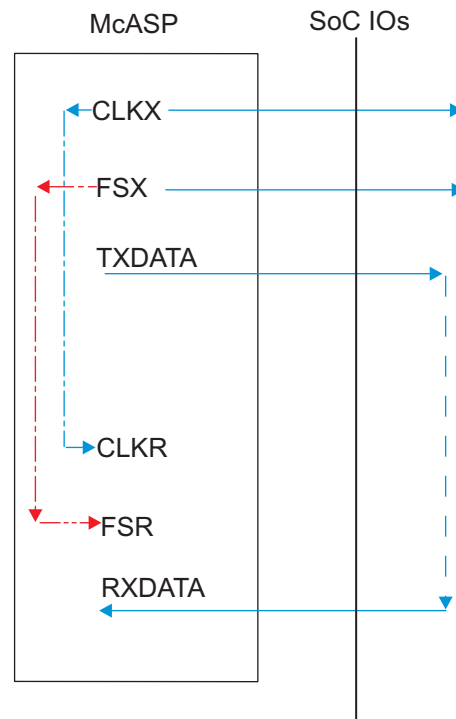 McASP
SoC IOs
CLKX
FSX
TXDATA
CLKR
FSR
RXDATA